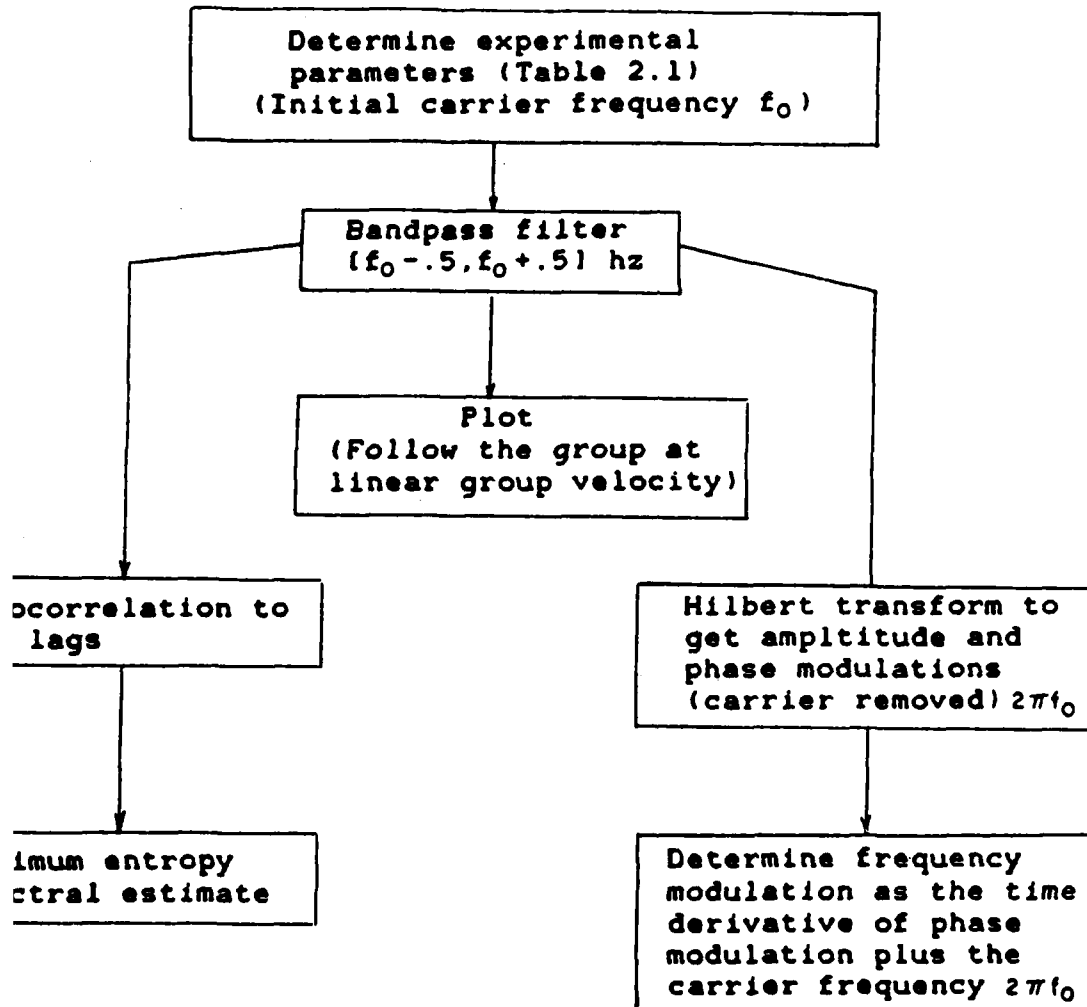 Determine experimental
parameters (Table 2.1)
(Initial carrier frequency f₀)
Bandpass filter
[f₀-.5,f₀+.5] hz
Plot
(Follow the group at
linear group velocity)
ocorrelation to
lags
imum entropy
ctral estimate
Hilbert transform to
get ampltitude and
phase modulations
(carrier removed) 2πf₀
Determine frequency
modulation as the time
derivative of phase
modulation plus the
carrier frequency 2πf₀